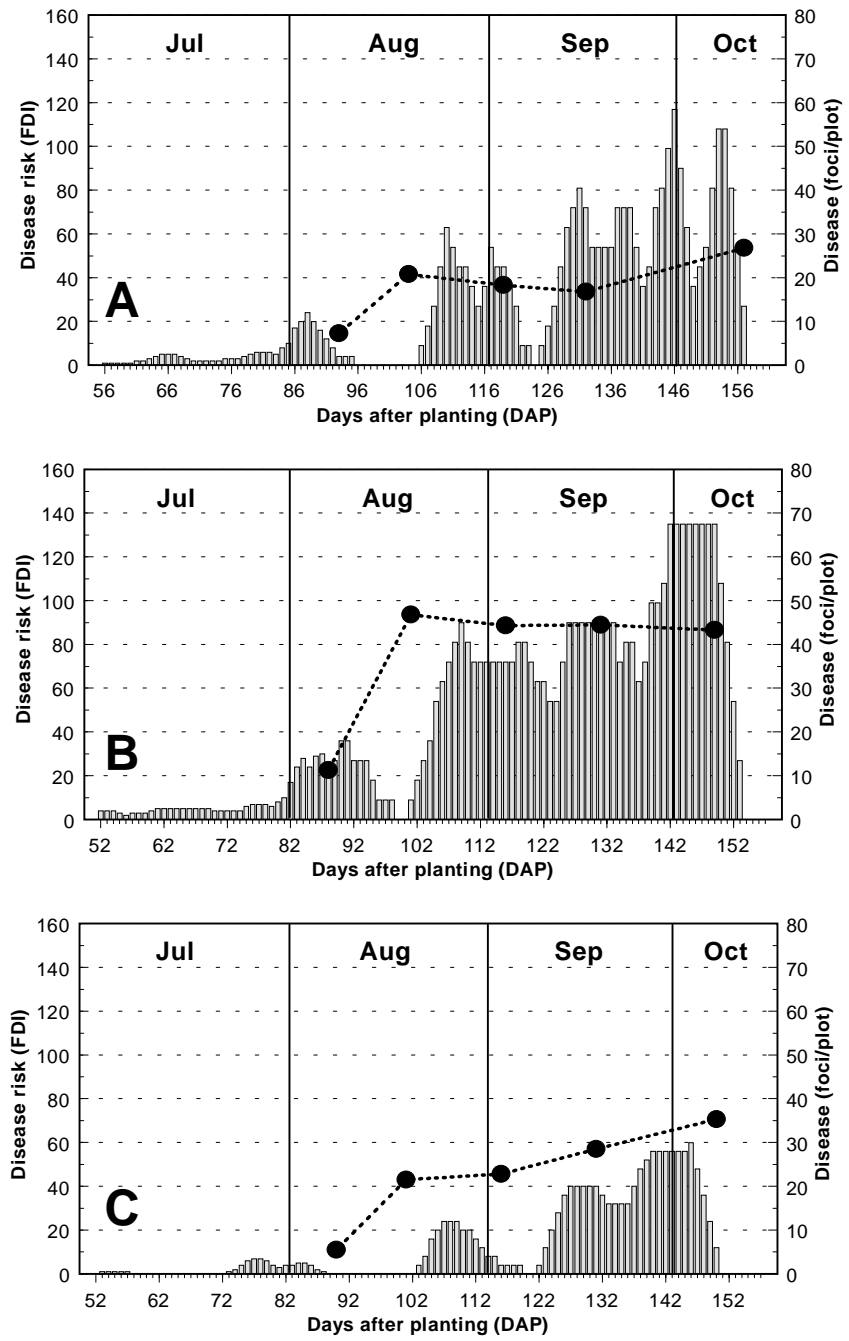 160 80
Jul Aug Sep Oct
140 70
120 60
100 50
80 40
60 30
40 20
20 10
0 0
Disease risk (FDI)
Disease (foci/plot)
A
56 66 76 86 96 106 116 126 136 146 156
Days after planting (DAP)
160 80
Jul Aug Sep Oct
140 70
120 60
100 50
80 40
60 30
40 20
20 10
0 0
Disease risk (FDI)
Disease (foci/plot)
B
52 62 72 82 92 102 112 122 132 142 152
Days after planting (DAP)
160 80
Jul Aug Sep Oct
140 70
120 60
100 50
80 40
60 30
40 20
20 10
0 0
Disease risk (FDI)
Disease (foci/plot)
C
52 62 72 82 92 102 112 122 132 142 152
Days after planting (DAP)